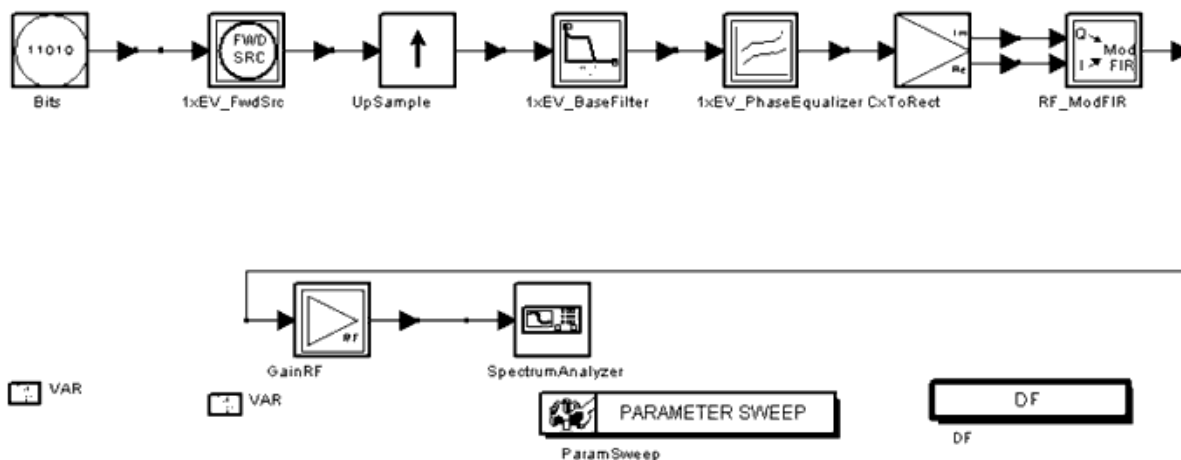 11010
FWD
SRC
Im
Re
Q
Mod
I
FIR
Bits
1xEV_FwdSrc
UpSample
1xEV_BaseFilter
1xEV_PhaseEqualizer
CxToRect
RF_ModFIR
RF
GainRF
SpectrumAnalyzer
VAR
VAR
PARAMETER SWEEP
DF
ParamSweep
DF